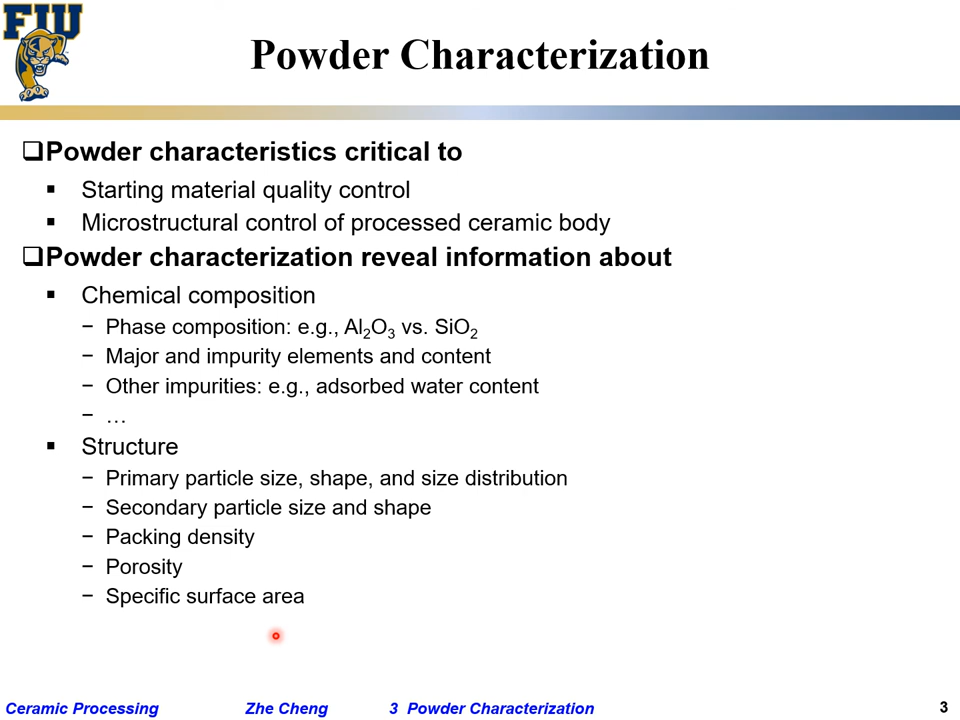 FIU
Powder Characterization
❑Powder characteristics critical to
▪ Starting material quality control
▪ Microstructural control of processed ceramic body
❑Powder characterization reveal information about
▪ Chemical composition
− Phase composition: e.g., Al₂O₃ vs. SiO₂
− Major and impurity elements and content
− Other impurities: e.g., adsorbed water content
− …
▪ Structure
− Primary particle size, shape, and size distribution
− Secondary particle size and shape
− Packing density
− Porosity
− Specific surface area
Ceramic Processing Zhe Cheng 3 Powder Characterization 3